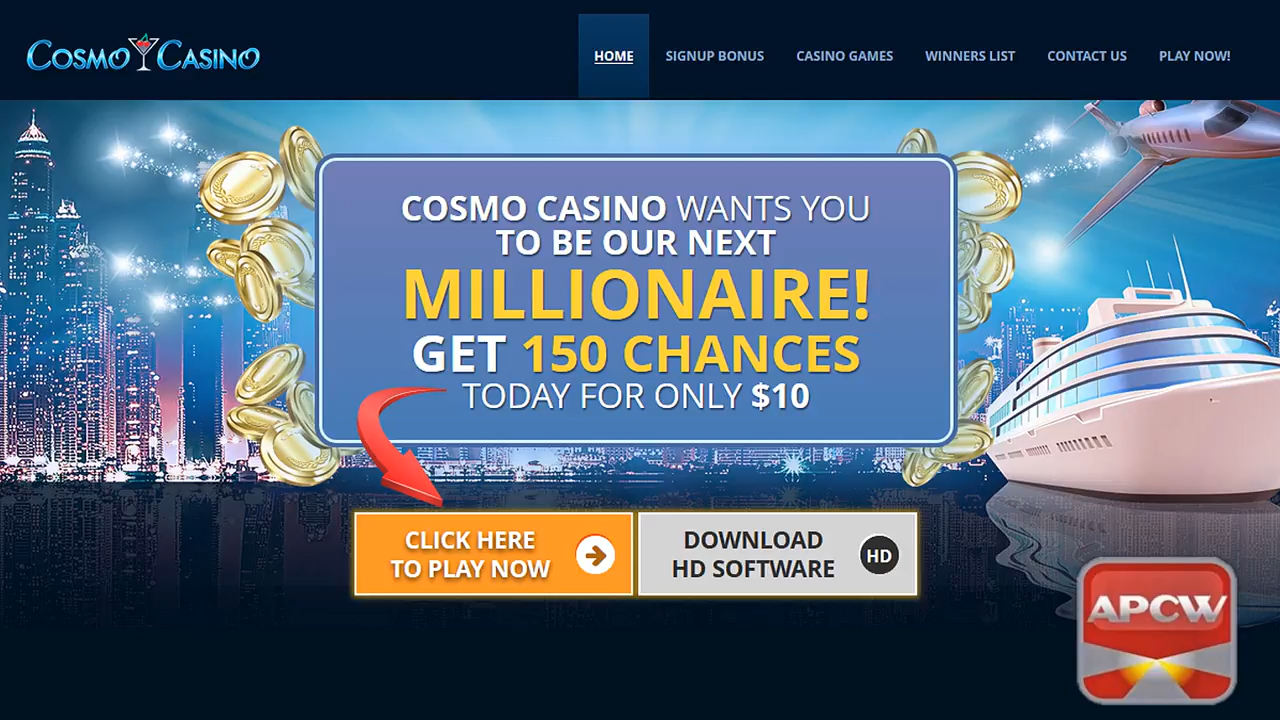 COSMO CASINO
HOME
SIGNUP BONUS
CASINO GAMES
WINNERS LIST
CONTACT US
PLAY NOW!
COSMO CASINO WANTS YOU
TO BE OUR NEXT
MILLIONAIRE!
GET 150 CHANCES
TODAY FOR ONLY $10
CLICK HERE
TO PLAY NOW
DOWNLOAD
HD SOFTWARE
HD
APCW